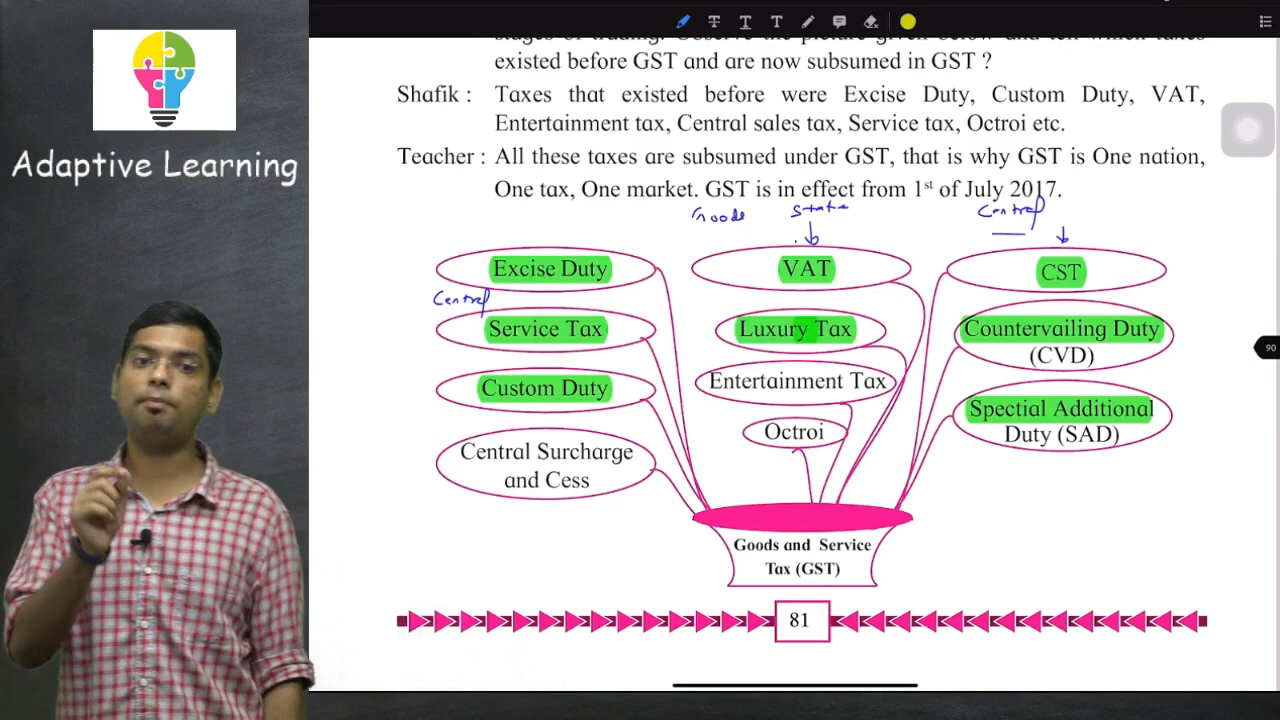 Adaptive Learning
existed before GST and are now subsumed in GST ?
Shafik : Taxes that existed before were Excise Duty, Custom Duty, VAT,
Entertainment tax, Central sales tax, Service tax, Octroi etc.
Teacher : All these taxes are subsumed under GST, that is why GST is One nation,
One tax, One market. GST is in effect from 1st of July 2017.
Goods State Central
Excise Duty VAT CST
Central
Service Tax Luxury Tax Countervailing Duty
(CVD)
Custom Duty Entertainment Tax Spectial Additional
Duty (SAD)
Octroi
Central Surcharge
and Cess
Goods and Service
Tax (GST)
81
90